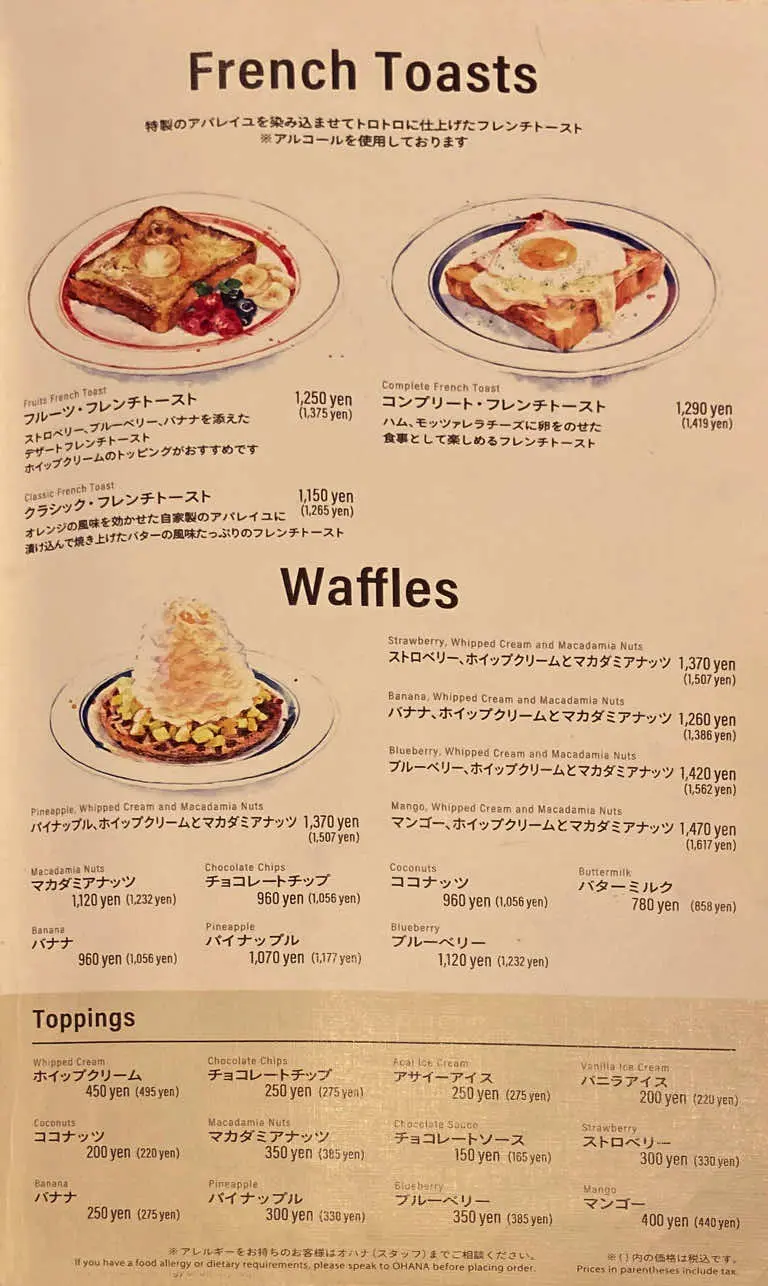 French Toasts
特製のアパレイユを染み込ませてトロトロに仕上げたフレンチトースト
※アルコールを使用しております
Fruits French Toast
フルーツ・フレンチトースト 1,250 yen
(1,375 yen)
ストロベリー、ブルーベリー、バナナを添えた
デザートフレンチトースト
ホイップクリームのトッピングがおすすめです
Complete French Toast
コンプリート・フレンチトースト 1,290 yen
(1,419 yen)
ハム、モッツァレラチーズに卵をのせた
食事として楽しめるフレンチトースト
Classic French Toast
クラシック・フレンチトースト 1,150 yen
(1,265 yen)
オレンジの風味を効かせた自家製のアパレイユに
漬け込んで焼き上げたバターの風味たっぷりのフレンチトースト
Waffles
Strawberry, Whipped Cream and Macadamia Nuts
ストロベリー、ホイップクリームとマカダミアナッツ 1,370 yen
(1,507 yen)
Banana, Whipped Cream and Macadamia Nuts
バナナ、ホイップクリームとマカダミアナッツ 1,260 yen
(1,386 yen)
Blueberry, Whipped Cream and Macadamia Nuts
ブルーベリー、ホイップクリームとマカダミアナッツ 1,420 yen
(1,562 yen)
Pineapple, Whipped Cream and Macadamia Nuts
パイナップル、ホイップクリームとマカダミアナッツ 1,370 yen
(1,507 yen)
Mango, Whipped Cream and Macadamia Nuts
マンゴー、ホイップクリームとマカダミアナッツ 1,470 yen
(1,617 yen)
Macadamia Nuts
マカダミアナッツ
1,120 yen (1,232 yen)
Chocolate Chips
チョコレートチップ
960 yen (1,056 yen)
Coconuts
ココナッツ
960 yen (1,056 yen)
Buttermilk
バターミルク
780 yen (858 yen)
Banana
バナナ
960 yen (1,056 yen)
Pineapple
パイナップル
1,070 yen (1,177 yen)
Blueberry
ブルーベリー
1,120 yen (1,232 yen)
Toppings
Whipped Cream
ホイップクリーム
450 yen (495 yen)
Chocolate Chips
チョコレートチップ
250 yen (275 yen)
Acai Ice Cream
アサイーアイス
250 yen (275 yen)
Vanilla Ice Cream
バニラアイス
200 yen (220 yen)
Coconuts
ココナッツ
200 yen (220 yen)
Macadamia Nuts
マカダミアナッツ
350 yen (385 yen)
Chocolate Sauce
チョコレートソース
150 yen (165 yen)
Strawberry
ストロベリー
300 yen (330 yen)
Banana
バナナ
250 yen (275 yen)
Pineapple
パイナップル
300 yen (330 yen)
Blueberry
ブルーベリー
350 yen (385 yen)
Mango
マンゴー
400 yen (440 yen)
※アレルギーをお持ちのお客様はオハナ(スタッフ)までご相談ください。
If you have a food allergy or dietary requirements, please speak to OHANA before placing order.
※( )内の価格は税込です。
Prices in parentheses include tax.